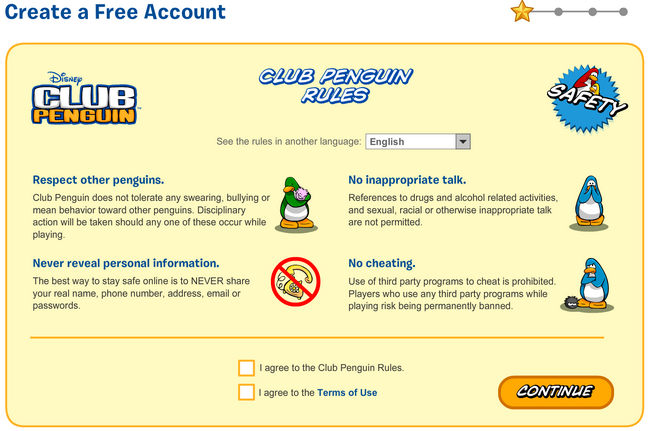 Create a Free Account
Disney
CLUB
PENGUIN
TM
CLUB PENGUIN
RULES
SAFETY
See the rules in another language:
English
Respect other penguins.
Club Penguin does not tolerate any swearing, bullying or
mean behavior toward other penguins. Disciplinary
action will be taken should any one of these occur while
playing.
No inappropriate talk.
References to drugs and alcohol related activities,
and sexual, racial or otherwise inappropriate talk
are not permitted.
Never reveal personal information.
The best way to stay safe online is to NEVER share
your real name, phone number, address, email or
passwords.
No cheating.
Use of third party programs to cheat is prohibited.
Players who use any third party programs while
playing risk being permanently banned.
I agree to the Club Penguin Rules.
I agree to the Terms of Use
CONTINUE